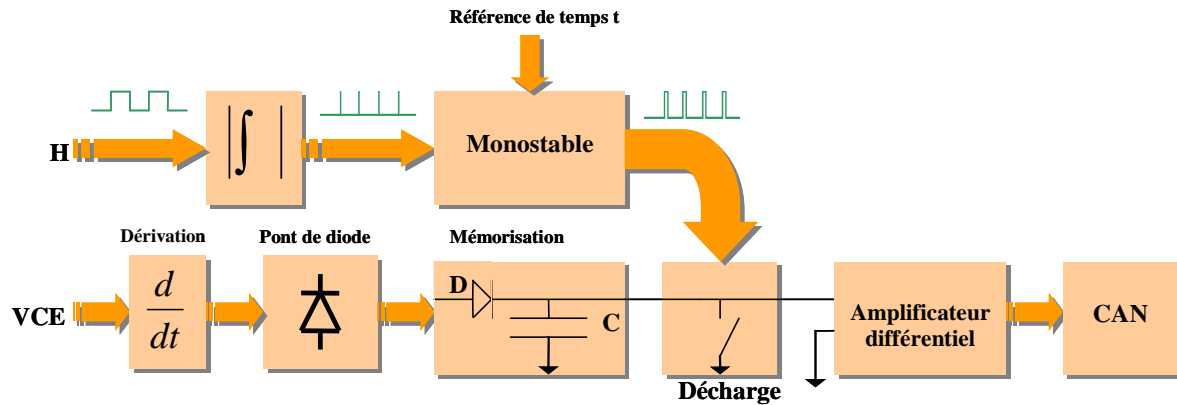 Référence de temps t
H
|∫ |
Monostable
Dérivation
Pont de diode
Mémorisation
VCE
d
dt
D
C
Décharge
Amplificateur
différentiel
CAN